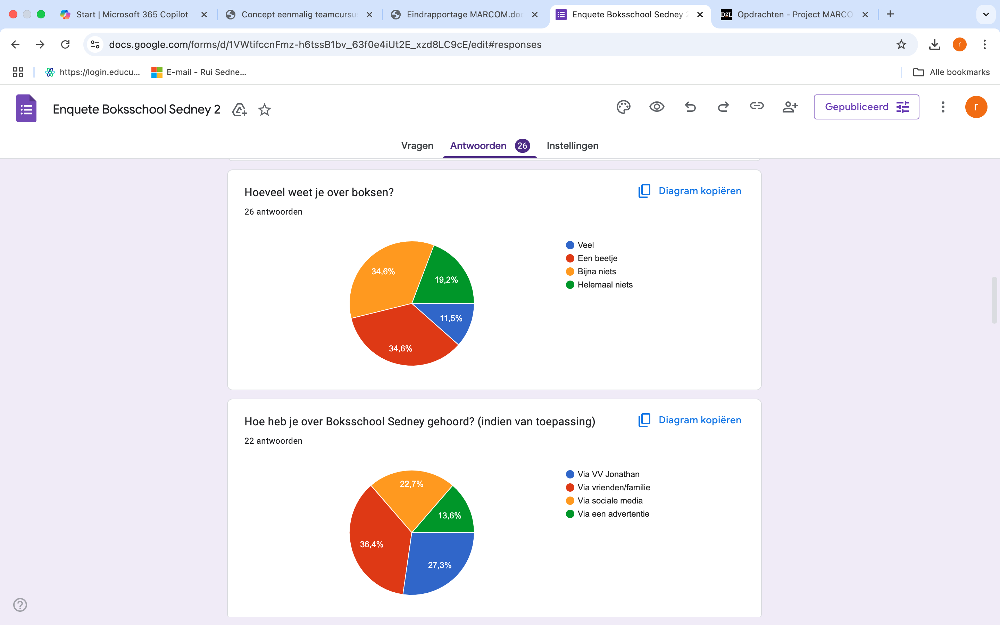 Start | Microsoft 365 Copilot
Concept eenmalig teamcursu
Eindrapportage MARCOM.doc
Enquete Boksschool Sedney 2
D2L Opdrachten - Project MARCO
docs.google.com/forms/d/1VWtifccnFmz-h6tssB1bv_63f0e4iUt2E_xzd8LC9cE/edit#responses
r
https://login.educu...
E-mail - Rui Sedne...
Alle bookmarks
Enquete Boksschool Sedney 2
Gepubliceerd
r
Vragen
Antwoorden 26
Instellingen
Hoeveel weet je over boksen?
Diagram kopiëren
26 antwoorden
34,6%
19,2%
11,5%
34,6%
Veel
Een beetje
Bijna niets
Helemaal niets
Hoe heb je over Boksschool Sedney gehoord? (indien van toepassing)
Diagram kopiëren
22 antwoorden
22,7%
13,6%
36,4%
27,3%
Via VV Jonathan
Via vrienden/familie
Via sociale media
Via een advertentie